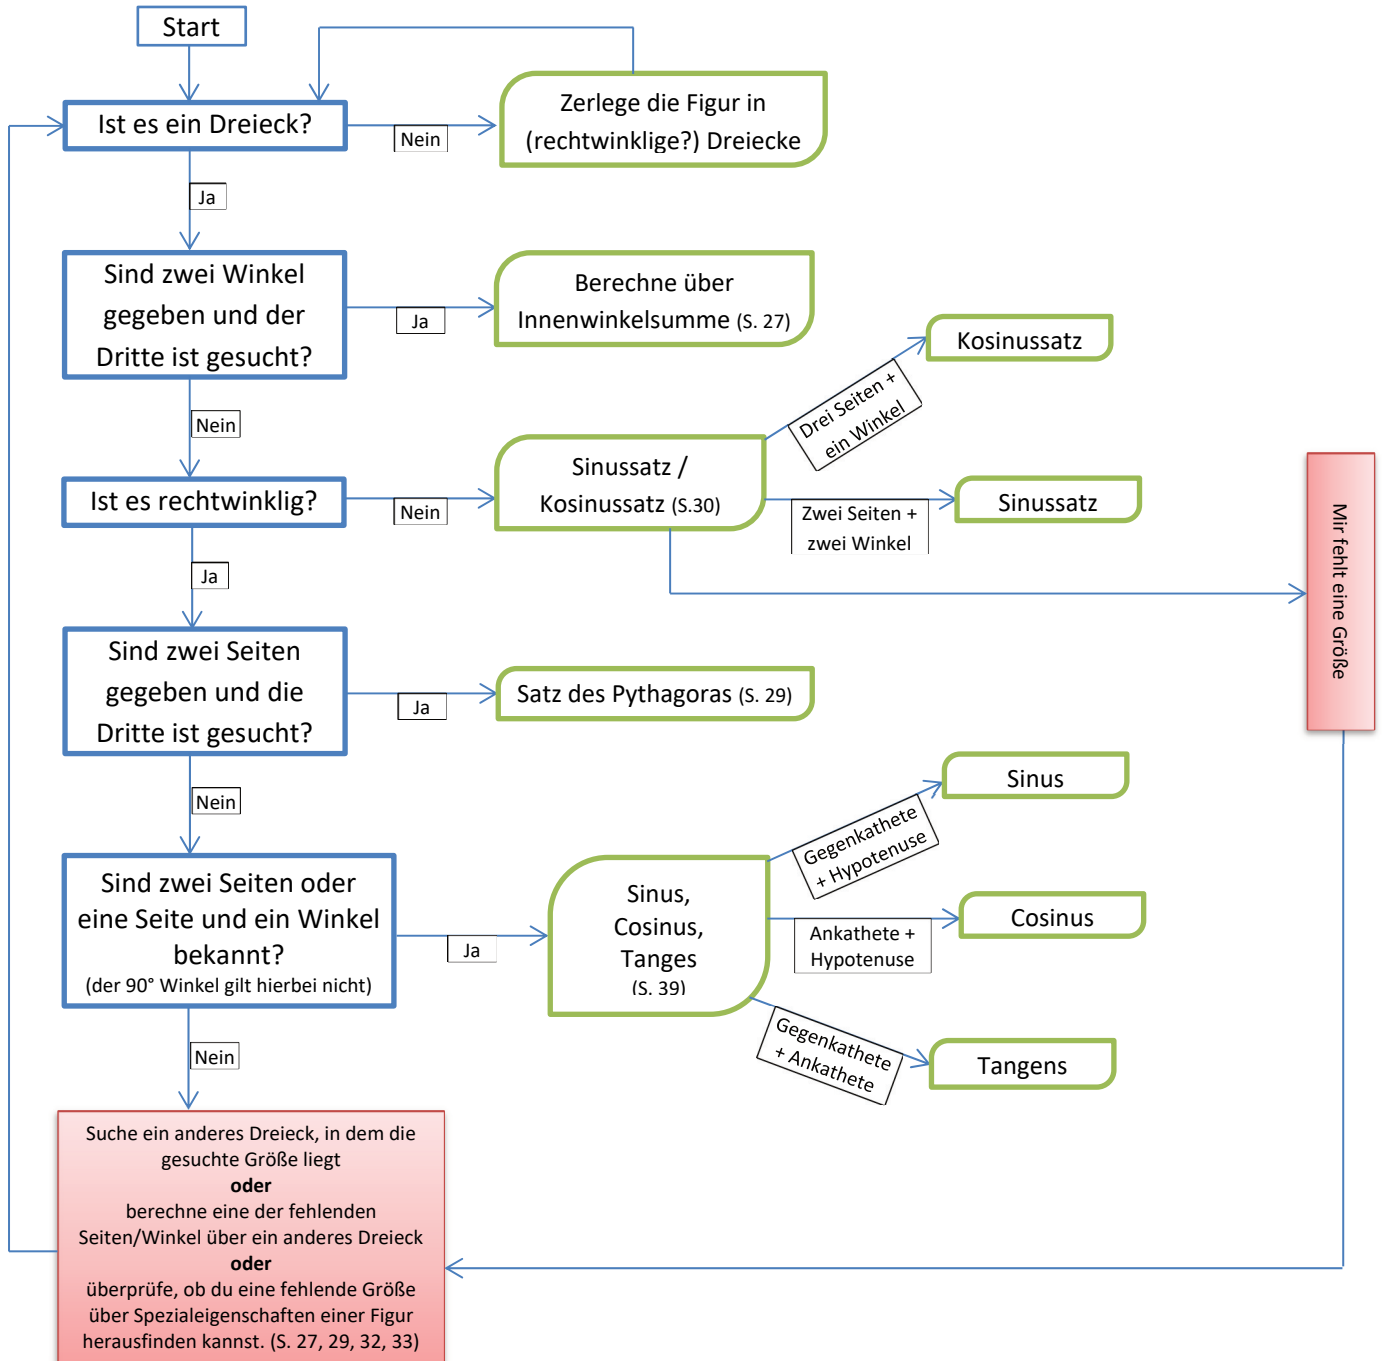 Start
Ist es ein Dreieck?
Nein
Zerlege die Figur in
(rechtwinklige?) Dreiecke
Ja
Sind zwei Winkel
gegeben und der
Dritte ist gesucht?
Ja
Berechne über
Innenwinkelsumme (S. 27)
Nein
Ist es rechtwinklig?
Nein
Sinussatz /
Kosinussatz (S.30)
Drei Seiten +
ein Winkel
Kosinussatz
Zwei Seiten +
zwei Winkel
Sinussatz
Mir fehlt eine Größe
Ja
Sind zwei Seiten
gegeben und die
Dritte ist gesucht?
Ja
Satz des Pythagoras (S. 29)
Nein
Sind zwei Seiten oder
eine Seite und ein Winkel
bekannt?
(der 90° Winkel gilt hierbei nicht)
Ja
Sinus,
Cosinus,
Tanges
(S. 39)
Gegenkathete
+ Hypotenuse
Sinus
Ankathete +
Hypotenuse
Cosinus
Gegenkathete
+ Ankathete
Tangens
Nein
Suche ein anderes Dreieck, in dem die
gesuchte Größe liegt
oder
berechne eine der fehlenden
Seiten/Winkel über ein anderes Dreieck
oder
überprüfe, ob du eine fehlende Größe
über Spezialeigenschaften einer Figur
herausfinden kannst. (S. 27, 29, 32, 33)